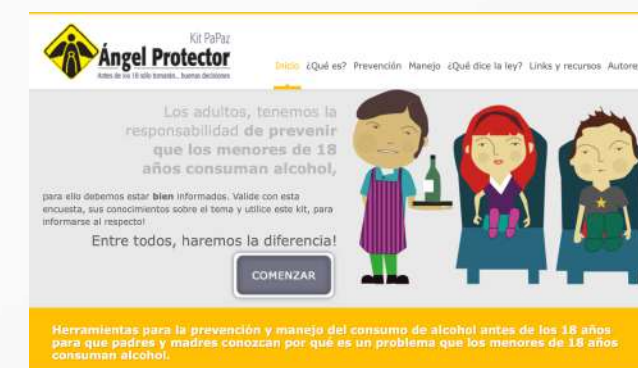 Kit PaPaz
Ángel Protector
Antes de los 18 sólo tomarán... buenas decisiones
Inicio ¿Qué es? Prevención Manejo ¿Qué dice la ley? Links y recursos Autore
Los adultos, tenemos la
responsabilidad de prevenir
que los menores de 18
años consuman alcohol,
para ello debemos estar bien informados. Valide con esta
encuesta, sus conocimientos sobre el tema y utilice este kit, para
informarse al respecto!
Entre todos, haremos la diferencia!
COMENZAR
Herramientas para la prevención y manejo del consumo de alcohol antes de los 18 años
para que padres y madres conozcan por qué es un problema que los menores de 18 años
consuman alcohol.